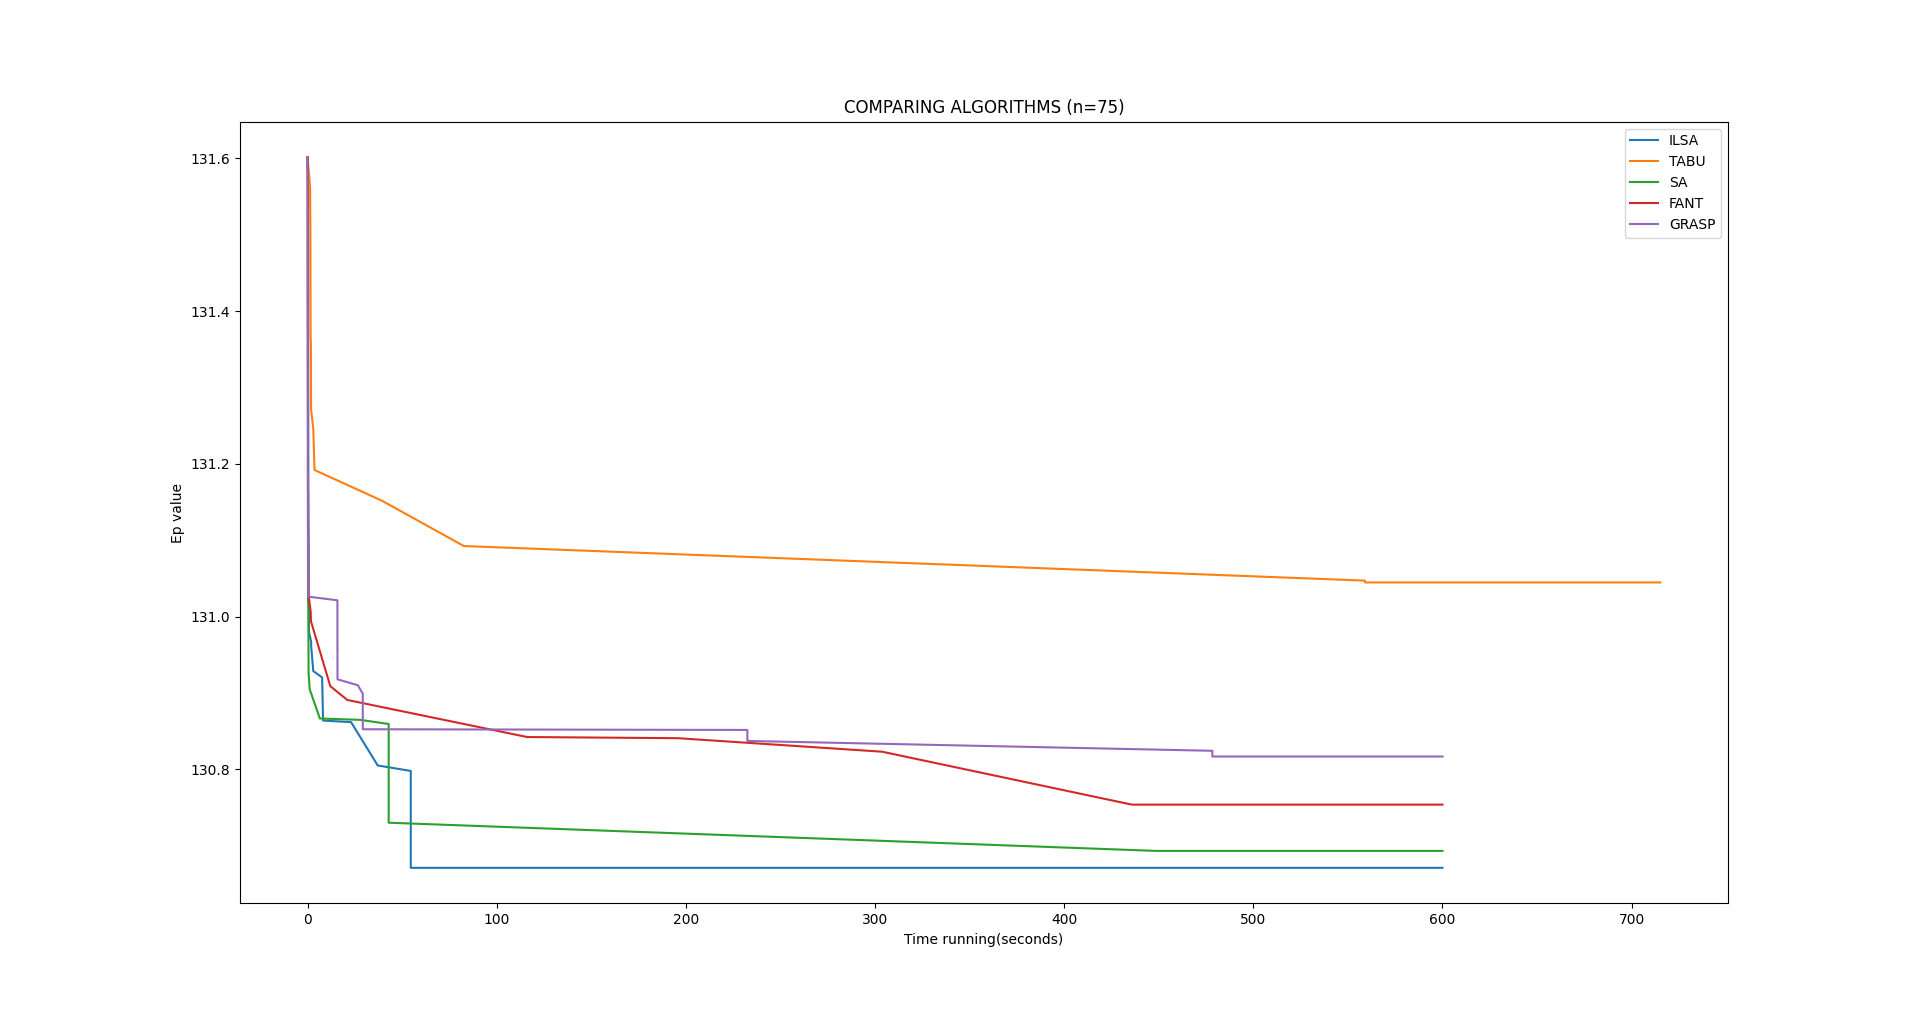 COMPARING ALGORITHMS (n=75)
ILSA
TABU
SA
FANT
GRASP
131.6
131.4
131.2
131.0
130.8
Ep value
0 100 200 300 400 500 600 700
Time running(seconds)